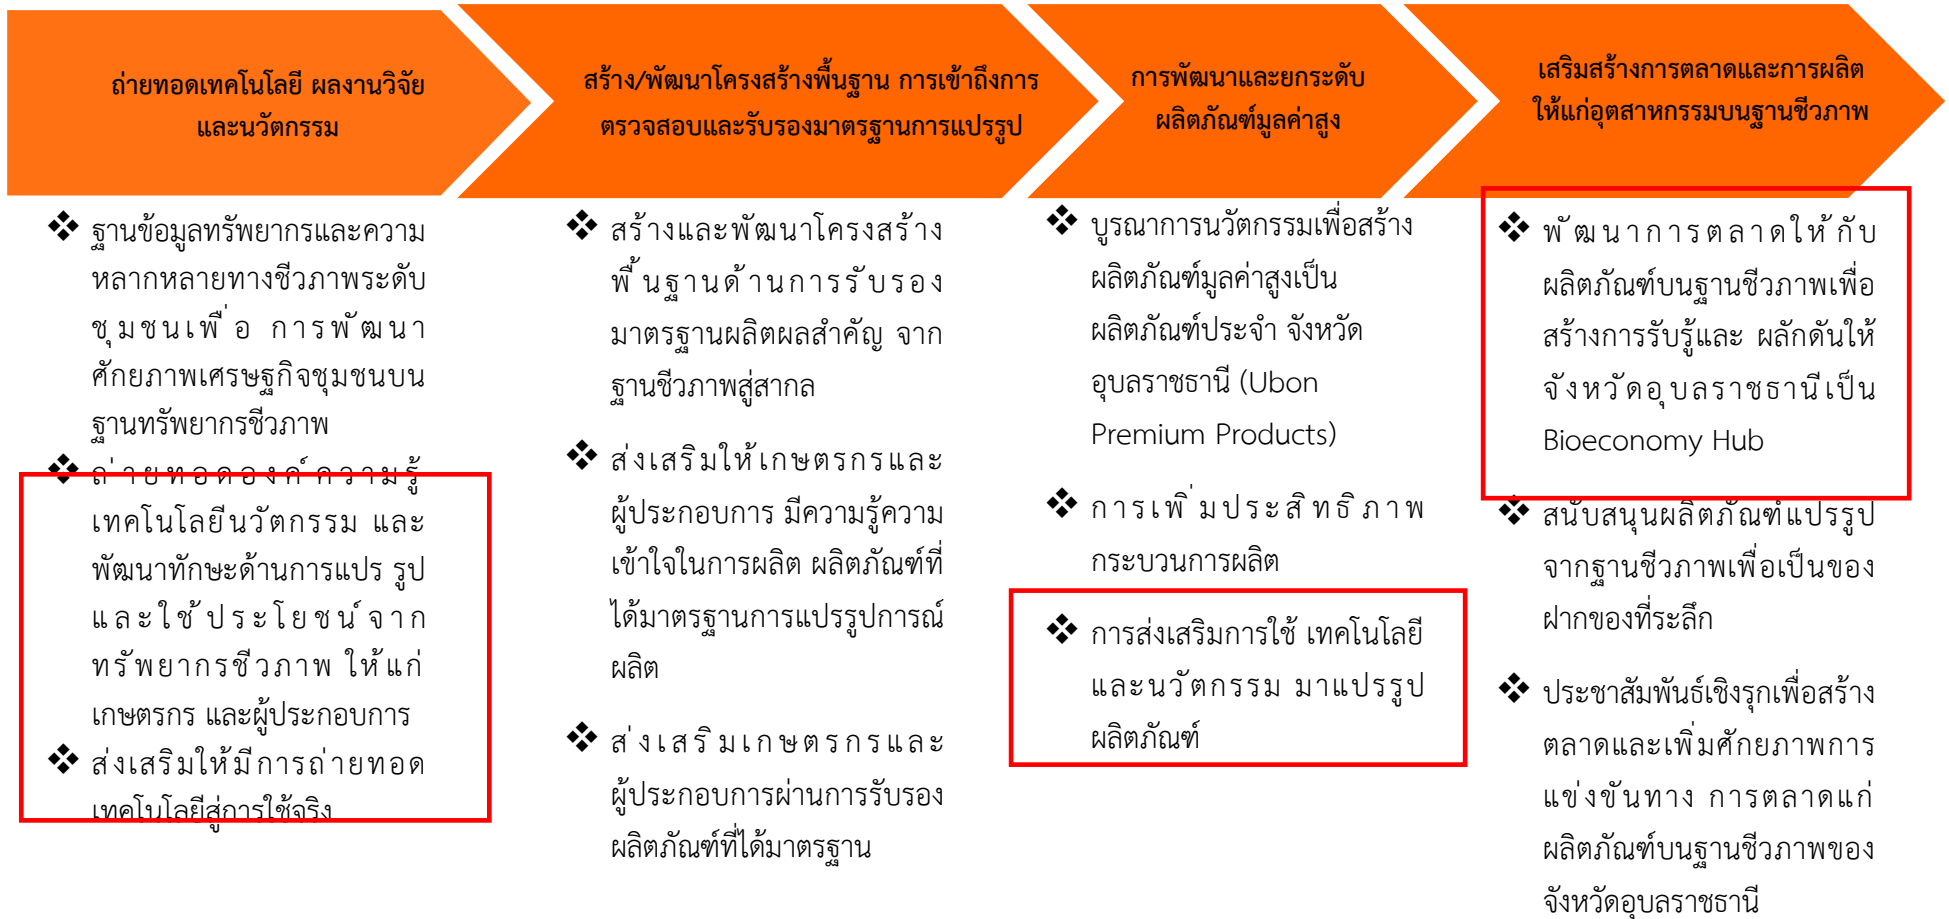 ถ่ายทอดเทคโนโลยี ผลงานวิจัย
และนวัตกรรม
สร้าง/พัฒนาโครงสร้างพื้นฐาน การเข้าถึงการ
ตรวจสอบและรับรองมาตรฐานการแปรรูป
การพัฒนาและยกระดับ
ผลิตภัณฑ์มูลค่าสูง
เสริมสร้างการตลาดและการผลิต
ให้แก่อุตสาหกรรมบนฐานชีวภาพ
❖ ฐานข้อมูลทรัพยากรและความ
หลากหลายทางชีวภาพระดับ
ชุมชนเพื่อ การพัฒนา
ศักยภาพเศรษฐกิจชุมชนบน
ฐานทรัพยากรชีวภาพ
❖ ถ่ายทอดองค์ความรู้
เทคโนโลยีนวัตกรรม และ
พัฒนาทักษะด้านการแปร รูป
และใช้ประโยชน์จาก
ทรัพยากรชีวภาพ ให้แก่
เกษตรกร และผู้ประกอบการ
❖ ส่งเสริมให้มีการถ่ายทอด
เทคโนโลยีสู่การใช้จริง
❖ สร้างและพัฒนาโครงสร้าง
พื้นฐานด้านการรับรอง
มาตรฐานผลิตผลสำคัญ จาก
ฐานชีวภาพสู่สากล
❖ ส่งเสริมให้เกษตรกรและ
ผู้ประกอบการ มีความรู้ความ
เข้าใจในการผลิต ผลิตภัณฑ์ที่
ได้มาตรฐานการแปรรูปการณ์
ผลิต
❖ ส่งเสริมเกษตรกรและ
ผู้ประกอบการผ่านการรับรอง
ผลิตภัณฑ์ที่ได้มาตรฐาน
❖ บูรณาการนวัตกรรมเพื่อสร้าง
ผลิตภัณฑ์มูลค่าสูงเป็น
ผลิตภัณฑ์ประจำ จังหวัด
อุบลราชธานี (Ubon
Premium Products)
❖ การเพิ่มประสิทธิภาพ
กระบวนการผลิต
❖ การส่งเสริมการใช้ เทคโนโลยี
และนวัตกรรม มาแปรรูป
ผลิตภัณฑ์
❖ พัฒนาการตลาดให้กับ
ผลิตภัณฑ์บนฐานชีวภาพเพื่อ
สร้างการรับรู้และ ผลักดันให้
จังหวัดอุบลราชธานีเป็น
Bioeconomy Hub
❖ สนับสนุนผลิตภัณฑ์แปรรูป
จากฐานชีวภาพเพื่อเป็นของ
ฝากของที่ระลึก
❖ ประชาสัมพันธ์เชิงรุกเพื่อสร้าง
ตลาดและเพิ่มศักยภาพการ
แข่งขันทาง การตลาดแก่
ผลิตภัณฑ์บนฐานชีวภาพของ
จังหวัดอุบลราชธานี